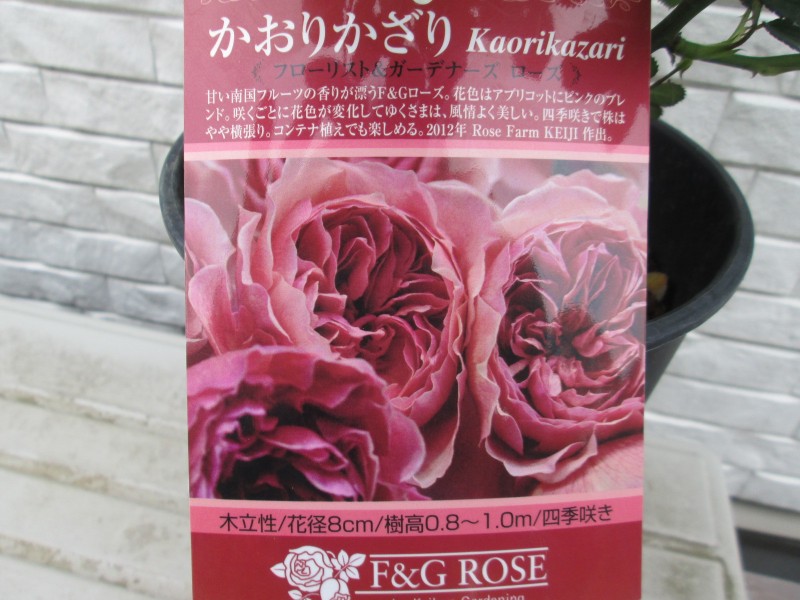 かおりかざり Kaorikazari
《 フローリスト&ガーデナーズ ローズ 》
甘い南国フルーツの香りが漂うF&Gローズ。花色はアプリコットにピンクのブレ
ンド。咲くごとに花色が変化してゆくさまは、風情よく美しい。四季咲きで株は
やや横張り。コンテナ植えでも楽しめる。2012年 Rose Farm KEIJI 作出。
木立性/花径8cm/樹高0.8～1.0m/四季咲き
F&G ROSE
Gardening